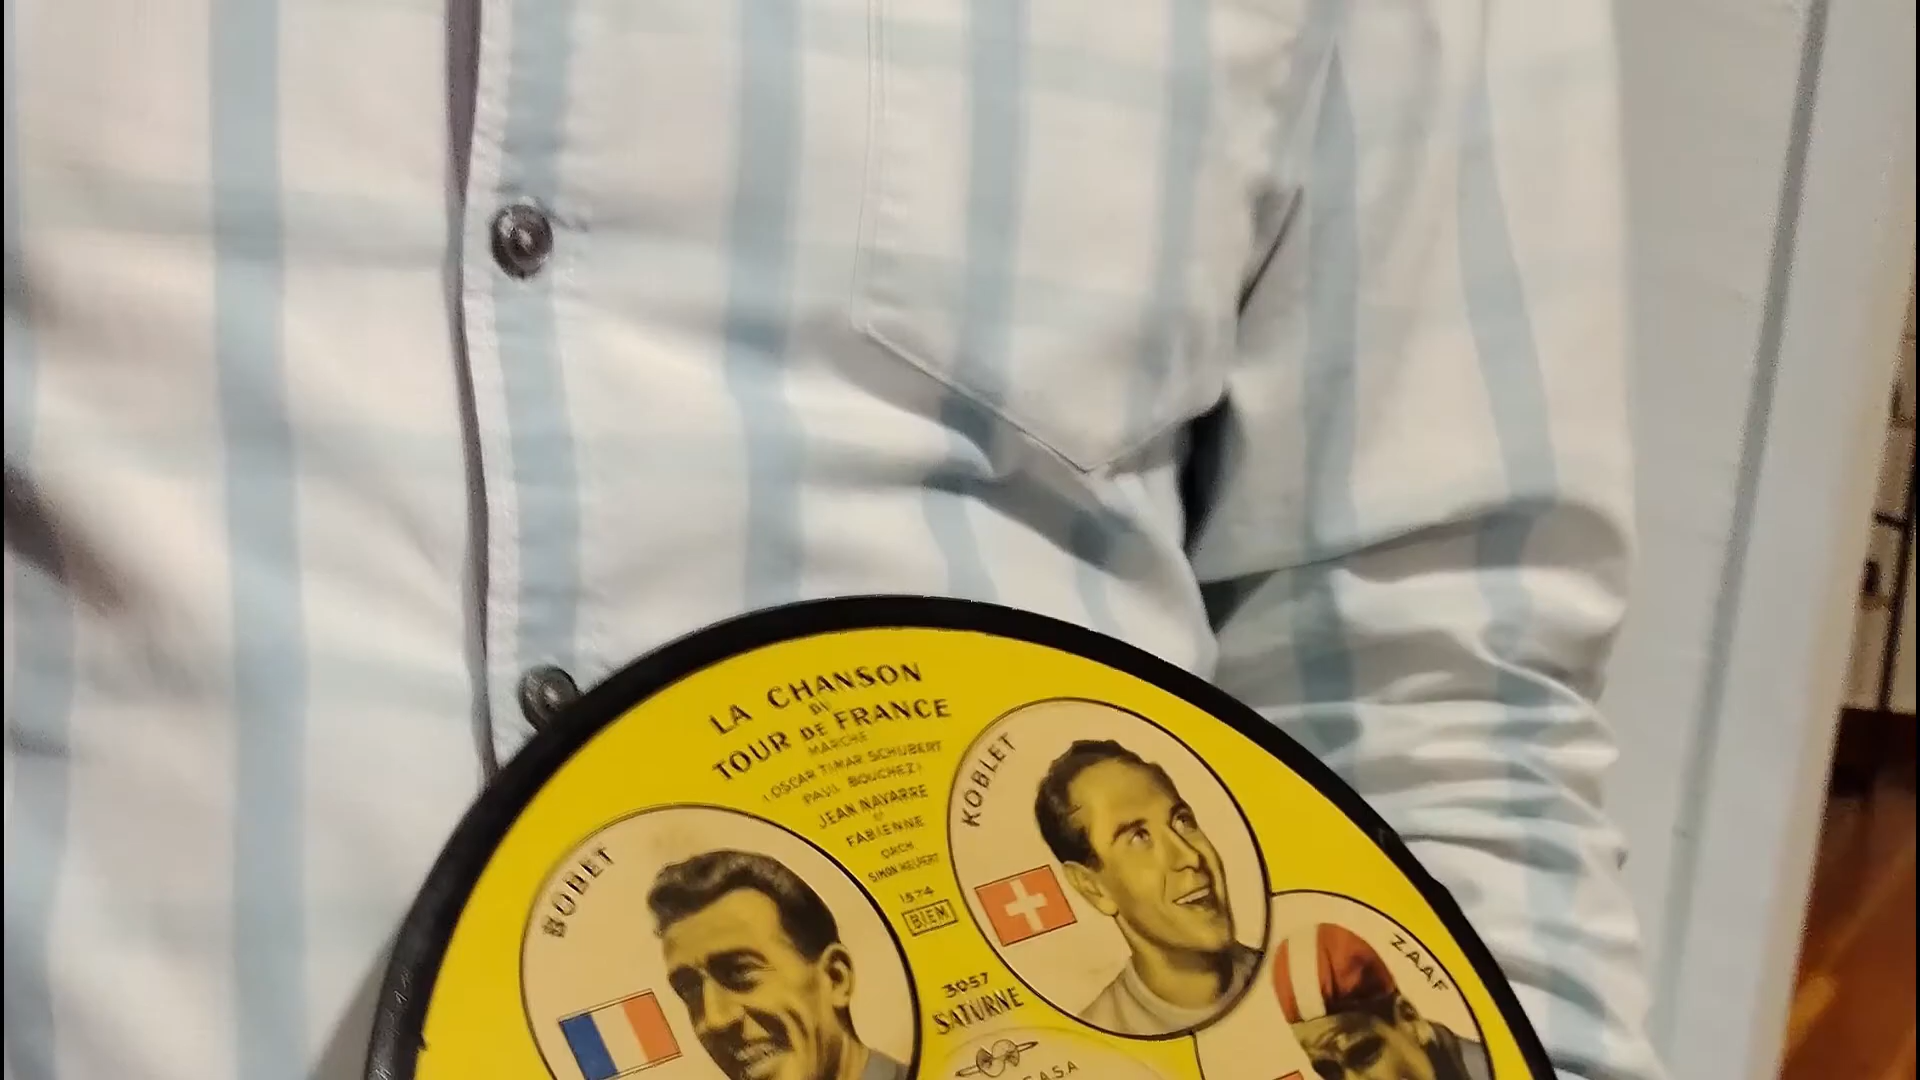 LA CHANSON
DU
TOUR DE FRANCE
MARCHE
OSCAR TIMAR SCHUBERT
PAUL BOUCHEZ
JEAN NAVARRE
ET
FABIENNE
ORCH
SIMON
1574
BIEM
3057
SATURNE
BOBET
KOBLET
ZAAF